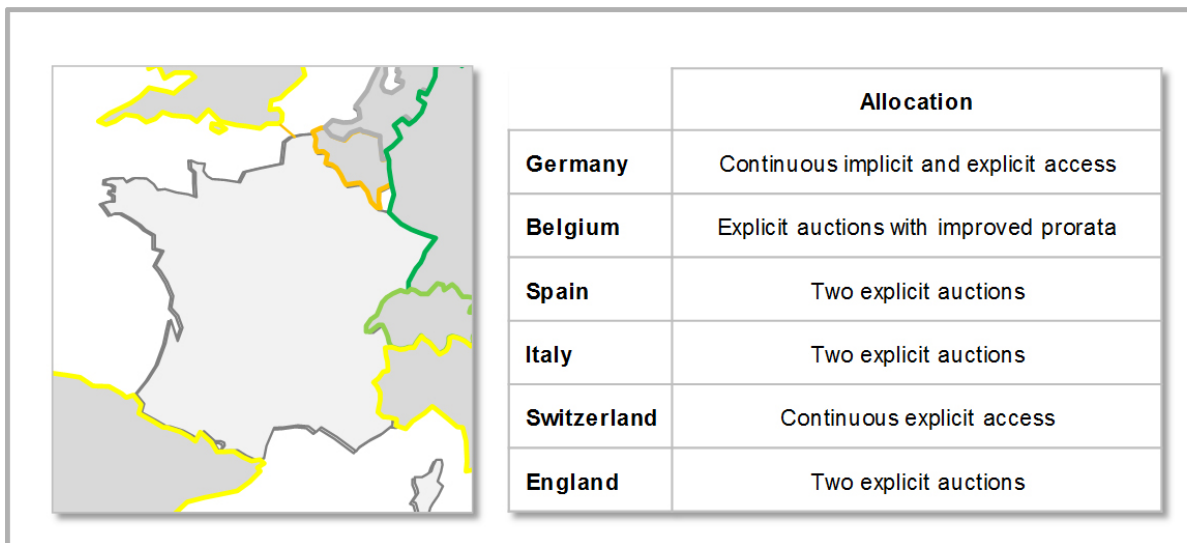 Allocation
Germany Continuous implicit and explicit access
Belgium Explicit auctions with improved prorata
Spain Two explicit auctions
Italy Two explicit auctions
Switzerland Continuous explicit access
England Two explicit auctions